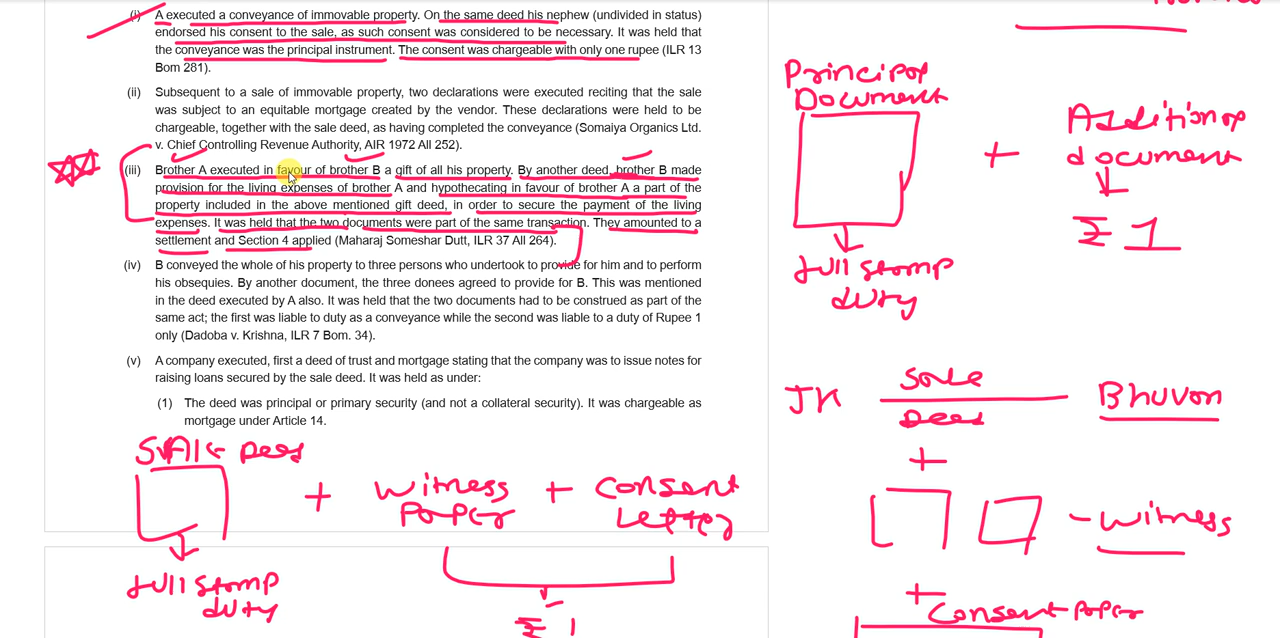 (i) A executed a conveyance of immovable property. On the same deed his nephew (undivided in status)
endorsed his consent to the sale, as such consent was considered to be necessary. It was held that
the conveyance was the principal instrument. The consent was chargeable with only one rupee (ILR 13
Bom 281).
(ii) Subsequent to a sale of immovable property, two declarations were executed reciting that the sale
was subject to an equitable mortgage created by the vendor. These declarations were held to be
chargeable, together with the sale deed, as having completed the conveyance (Somaiya Organics Ltd.
v. Chief Controlling Revenue Authority, AIR 1972 All 252).
(iii) Brother A executed in favour of brother B a gift of all his property. By another deed, brother B made
provision for the living expenses of brother A and hypothecating in favour of brother A a part of the
property included in the above mentioned gift deed, in order to secure the payment of the living
expenses. It was held that the two documents were part of the same transaction. They amounted to a
settlement and Section 4 applied (Maharaj Someshar Dutt, ILR 37 All 264).
(iv) B conveyed the whole of his property to three persons who undertook to provide for him and to perform
his obsequies. By another document, the three donees agreed to provide for B. This was mentioned
in the deed executed by A also. It was held that the two documents had to be construed as part of the
same act; the first was liable to duty as a conveyance while the second was liable to a duty of Rupee 1
only (Dadoba v. Krishna, ILR 7 Bom. 34).
(v) A company executed, first a deed of trust and mortgage stating that the company was to issue notes for
raising loans secured by the sale deed. It was held as under:
(1) The deed was principal or primary security (and not a collateral security). It was chargeable as
mortgage under Article 14.
SALE Deed
+ Witness + Consent
Paper Letter
full stamp
duty
₹ 1
Principal
Document
+ Additional
document
₹ 1
full stamp
duty
JK Sale Bhuvan
Deed
+
- Witness
+ Consent paper